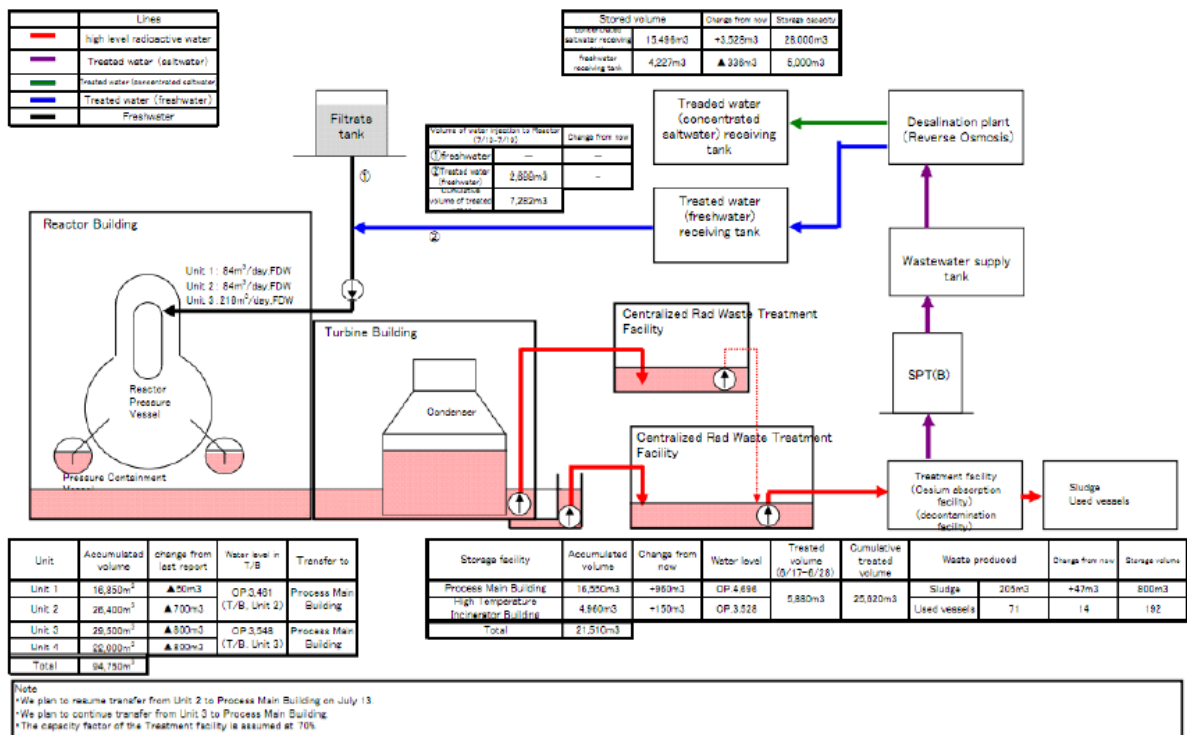 Lines
high level radioactive water
Treated water (saltwater)
Treated water (concentrated saltwater
Treated water (freshwater)
Freshwater
Stored volume Change from now Storage capacity
concentrated saltwater receiving 15,496m3 +3,528m3 28,000m3
freshwater receiving tank 4,227m3 ▲336m3 5,000m3
Filtrate tank
①
Volume of water injection to Reactor Change from now
①freshwater - -
②Treated water (freshwater) -
Cumulative volume of treated 7,282m3
②
Treaded water (concentrated saltwater) receiving tank
Desalination plant (Reverse Osmosis)
Treated water (freshwater) receiving tank
Wastewater supply tank
SPT(B)
Reactor Building
Unit 1 : 84m³/day,FDW
Unit 2 : 84m³/day,FDW
Unit 3 :216m³/day,FDW
Reactor Pressure Vessel
Pressure Containment
Turbine Building
Condenser
Centralized Rad Waste Treatment Facility
Centralized Rad Waste Treatment Facility
Treatment facility (Cesium absorption facility) (decontamination facility)
Sludge
Used vessels
Unit Accumulated volume change from last report Water level in T/B Transfer to
Unit 1 16,850m³ ▲50m3 OP.3,461 (T/B, Unit 2) Process Main Building
Unit 2 26,400m³ ▲700m3
Unit 3 29,500m³ ▲800m3 OP.3,548 (T/B, Unit 3) Process Main Building
Unit 4 22,000m³ ▲800m3
Total 94,750m³
Storage facility Accumulated volume Change from now Water level Treated volume (6/17-6/28) Cumulative treated volume Waste produced Change from now Storage volume
Process Main Building 16,550m3 +960m3 OP.4,696 5,880m3 25,620m3 Sludge 205m3 +47m3 800m3
High Temperature Incinerator Building 4,960m3 +150m3 OP.3,528 Used vessels 71 14 192
Total 21,510m3
Note
・We plan to resume transfer from Unit 2 to Process Main Building on July 13.
・We plan to continue transfer from Unit 3 to Process Main Building.
・The capacity factor of the Treatment facility is assumed at 70%.